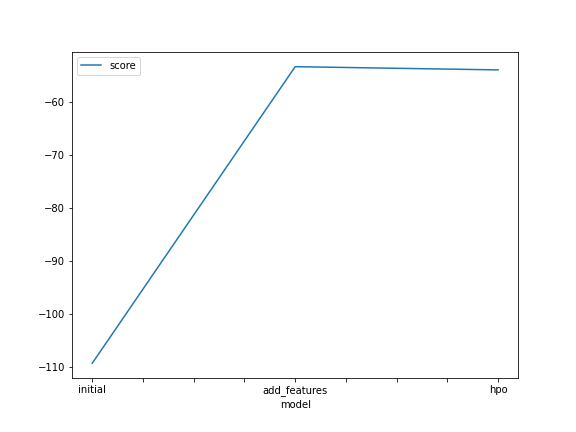 score
−60
−70
−80
−90
−100
−110
initial
add_features
hpo
model